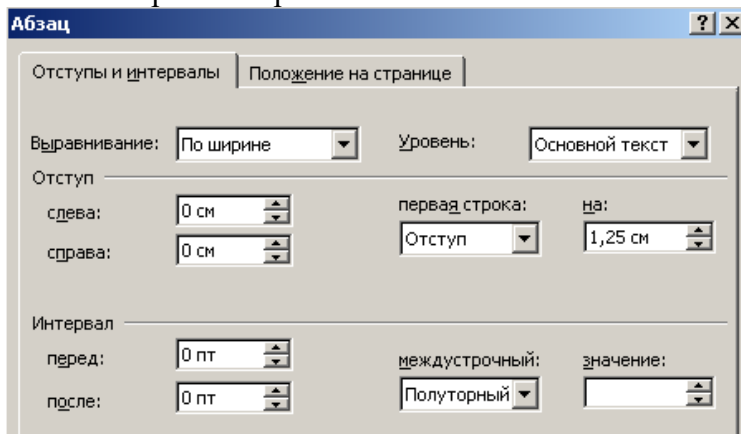 Абзац
Отступы и интервалы Положение на странице
Выравнивание: По ширине Уровень: Основной текст
Отступ
слева: 0 см первая строка: на:
справа: 0 см Отступ 1,25 см
Интервал
перед: 0 пт междустрочный: значение:
после: 0 пт Полуторный